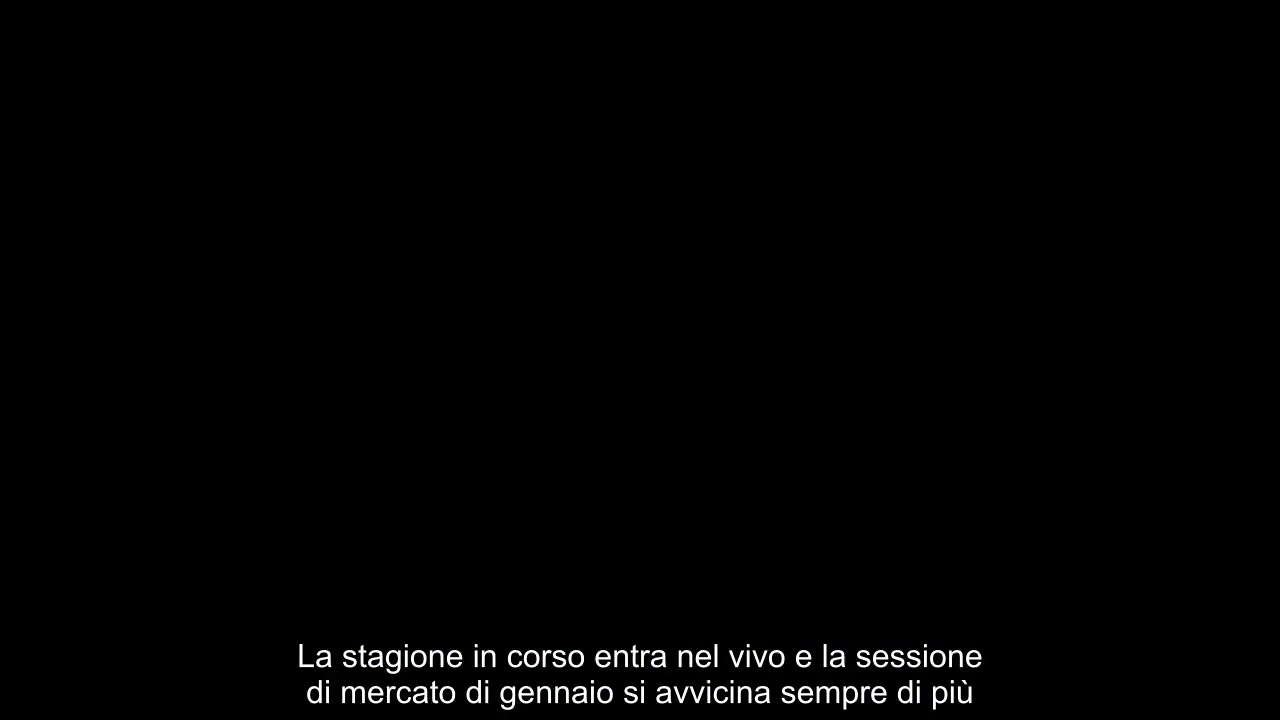 La stagione in corso entra nel vivo e la sessione
di mercato di gennaio si avvicina sempre di più